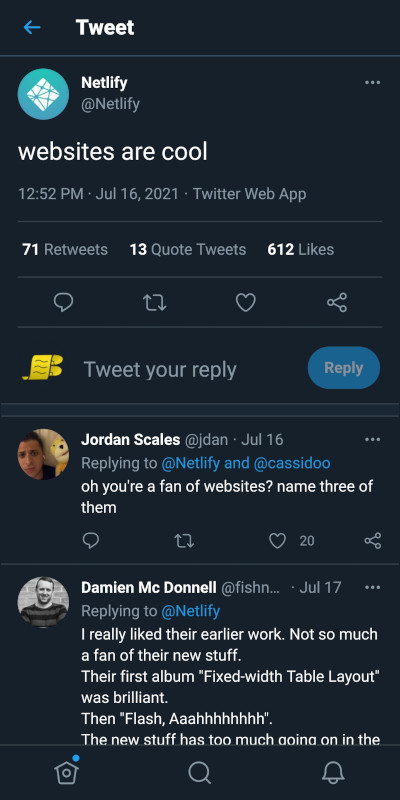 Tweet
Netlify
@Netlify
websites are cool
12:52 PM · Jul 16, 2021 · Twitter Web App
71 Retweets 13 Quote Tweets 612 Likes
Tweet your reply
Reply
Jordan Scales @jdan · Jul 16
Replying to @Netlify and @cassidoo
oh you're a fan of websites? name three of
them
20
Damien Mc Donnell @fishn... · Jul 17
Replying to @Netlify
I really liked their earlier work. Not so much
a fan of their new stuff.
Their first album "Fixed-width Table Layout"
was brilliant.
Then "Flash, Aaahhhhhhhh".
The new stuff has too much going on in the